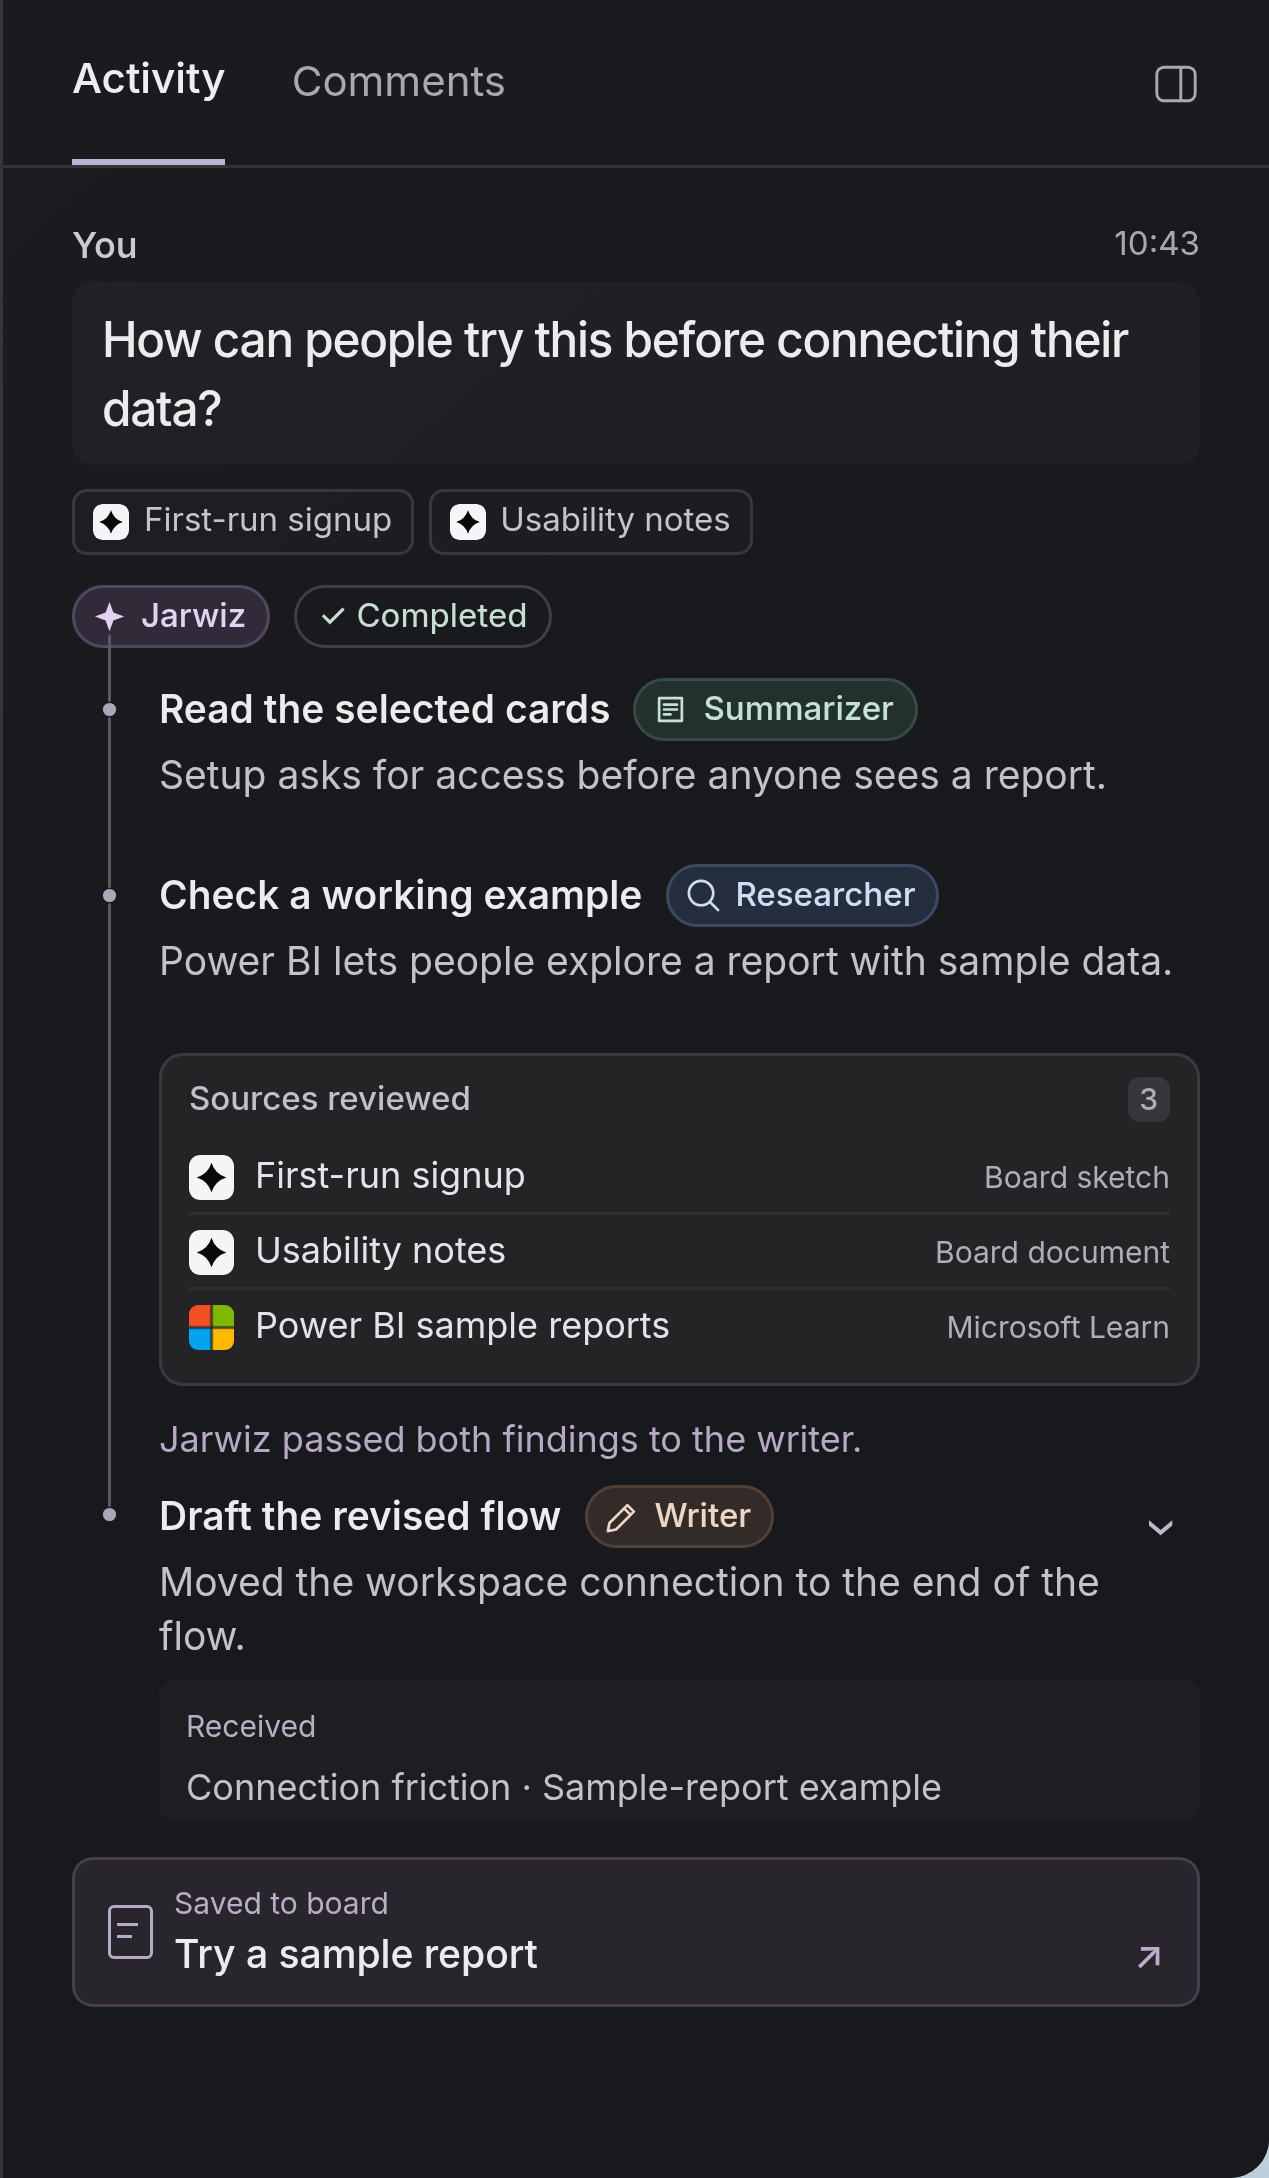 Activity
Comments
You
10:43
How can people try this before connecting their
data?
First-run signup
Usability notes
Jarwiz
Completed
Read the selected cards
Summarizer
Setup asks for access before anyone sees a report.
Check a working example
Researcher
Power BI lets people explore a report with sample data.
Sources reviewed
3
First-run signup
Board sketch
Usability notes
Board document
Power BI sample reports
Microsoft Learn
Jarwiz passed both findings to the writer.
Draft the revised flow
Writer
Moved the workspace connection to the end of the
flow.
Received
Connection friction · Sample-report example
Saved to board
Try a sample report